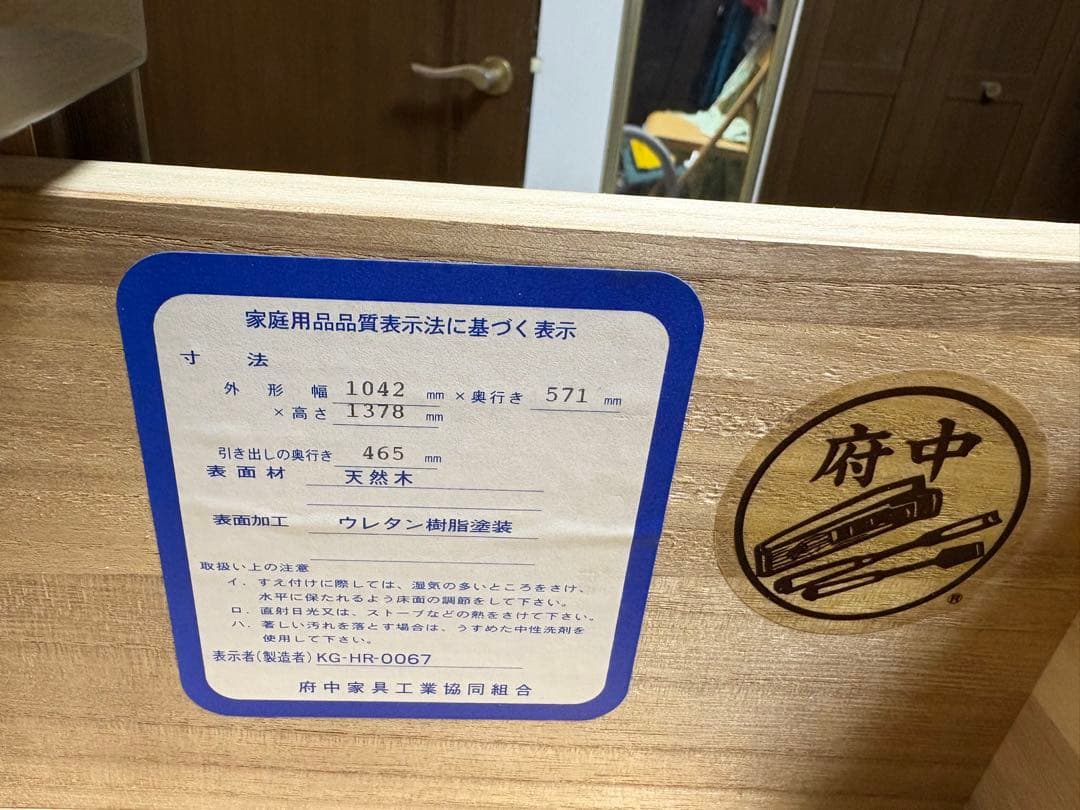 家庭用品品質表示法に基づく表示
寸 法
外 形 幅 1042 mm × 奥行き 571 mm
× 高さ 1378 mm
引き出しの奥行き 465 mm
表面材 天然木
表面加工 ウレタン樹脂塗装
取扱い上の注意
イ. すえ付けに際しては、湿気の多いところをさけ、
水平に保たれるよう床面の調節をして下さい。
ロ. 直射日光又は、ストーブなどの熱をさけて下さい。
ハ. 著しい汚れを落とす場合は、うすめた中性洗剤を
使用して下さい。
表示者(製造者) KG-HR-0067
府中家具工業協同組合
府中
®